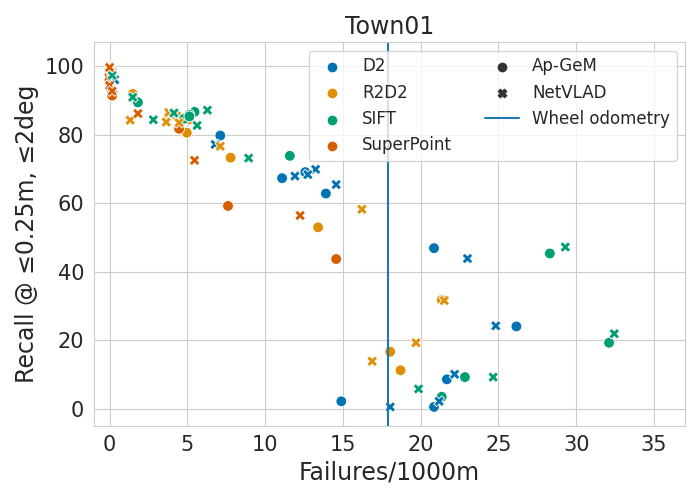 Town01
D2
R2D2
SIFT
SuperPoint
Ap-GeM
NetVLAD
Wheel odometry
Recall @ ≤0.25m, ≤2deg
100
80
60
40
20
0
0 5 10 15 20 25 30 35
Failures/1000m